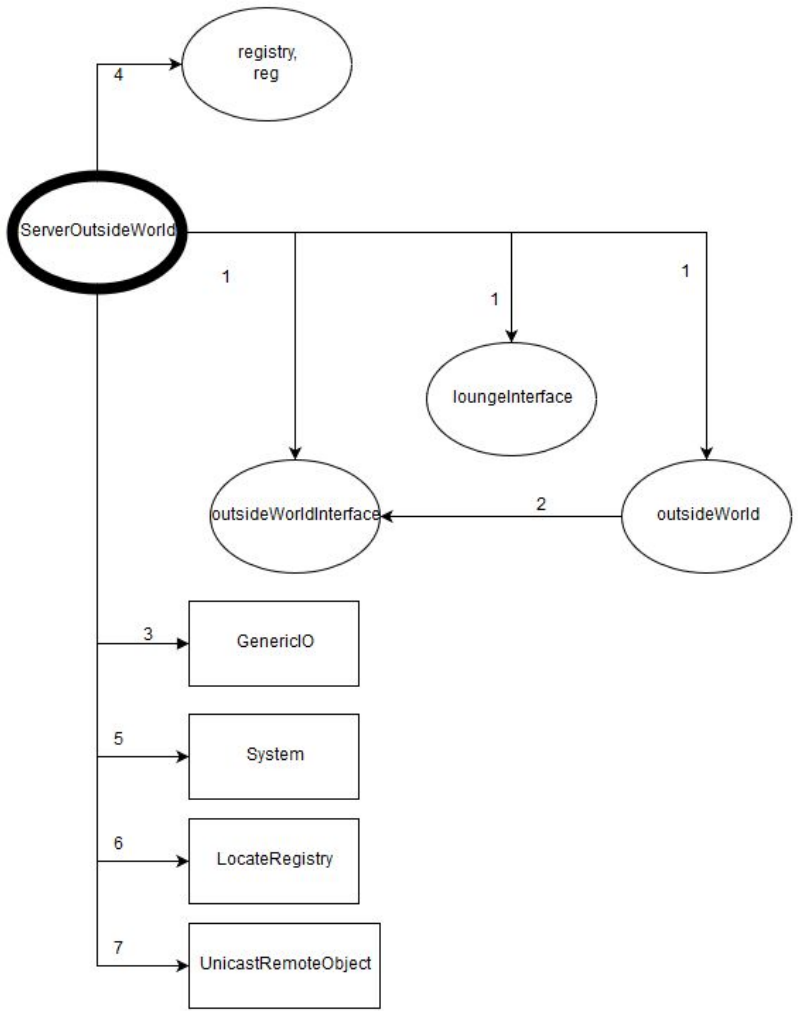 registry,
reg
4
ServerOutsideWorld
1
1
1
loungeInterface
outsideWorldInterface
2
outsideWorld
3
GenericIO
5
System
6
LocateRegistry
7
UnicastRemoteObject